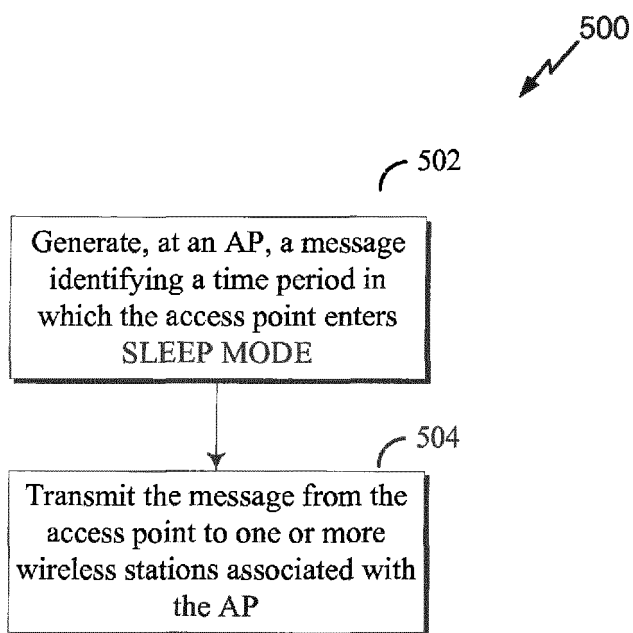 500
502
Generate, at an AP, a message
identifying a time period in
which the access point enters
SLEEP MODE
504
Transmit the message from the
access point to one or more
wireless stations associated with
the AP